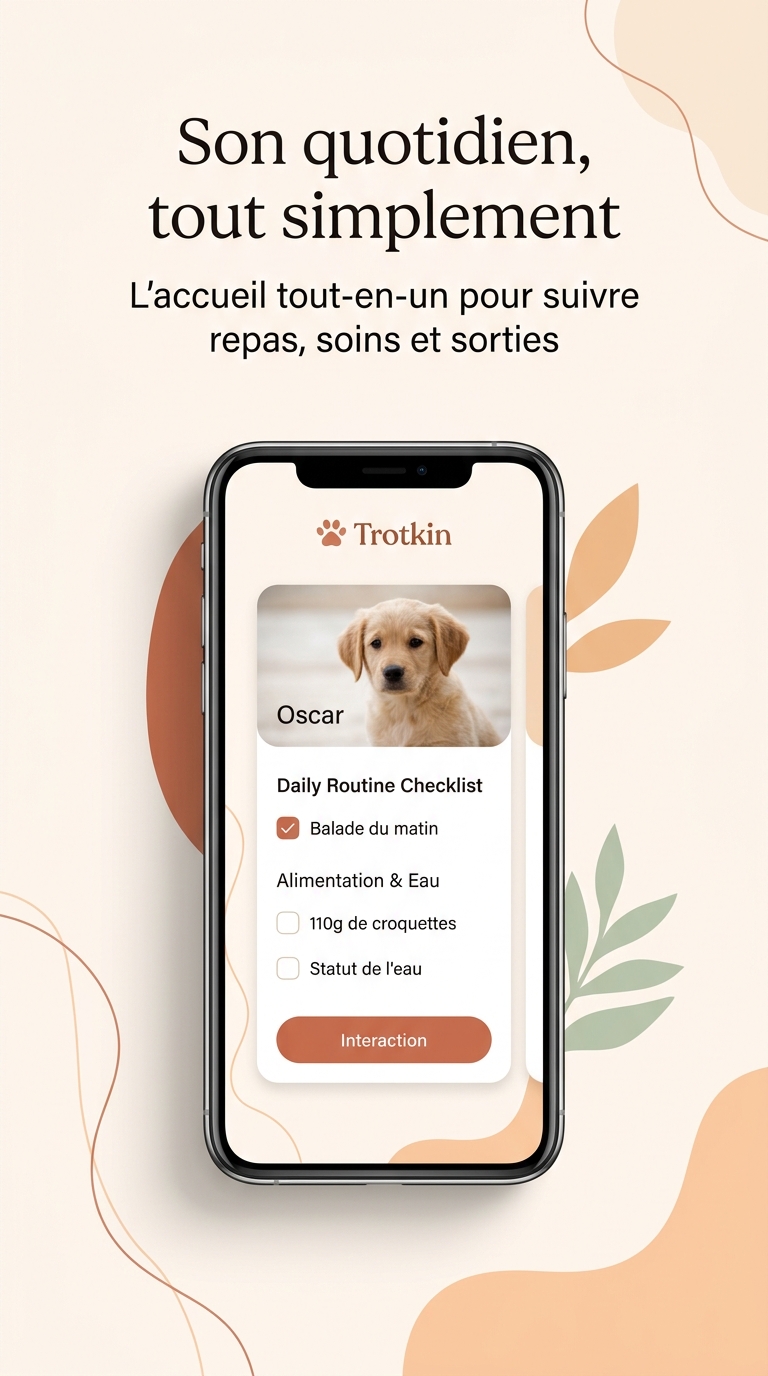 Son quotidien,
tout simplement
L’accueil tout-en-un pour suivre
repas, soins et sorties
Trotkin
Oscar
Daily Routine Checklist
Balade du matin
Alimentation & Eau
110g de croquettes
Statut de l'eau
Interaction